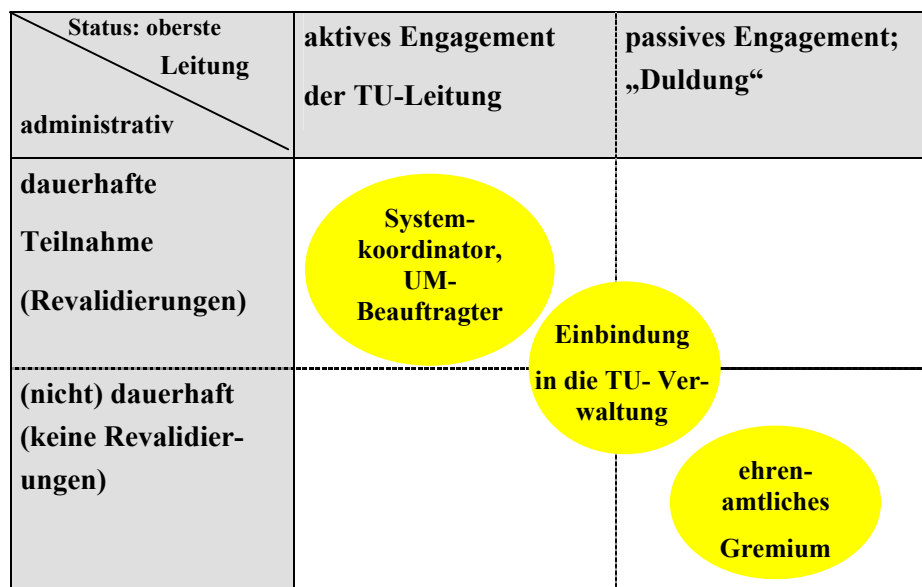 Status: oberste
Leitung
administrativ
aktives Engagement
der TU-Leitung
passives Engagement;
„Duldung“
dauerhafte
Teilnahme
(Revalidierungen)
System-
koordinator,
UM-
Beauftragter
Einbindung
in die TU- Ver-
waltung
(nicht) dauerhaft
(keine Revalidier-
ungen)
ehren-
amtliches
Gremium